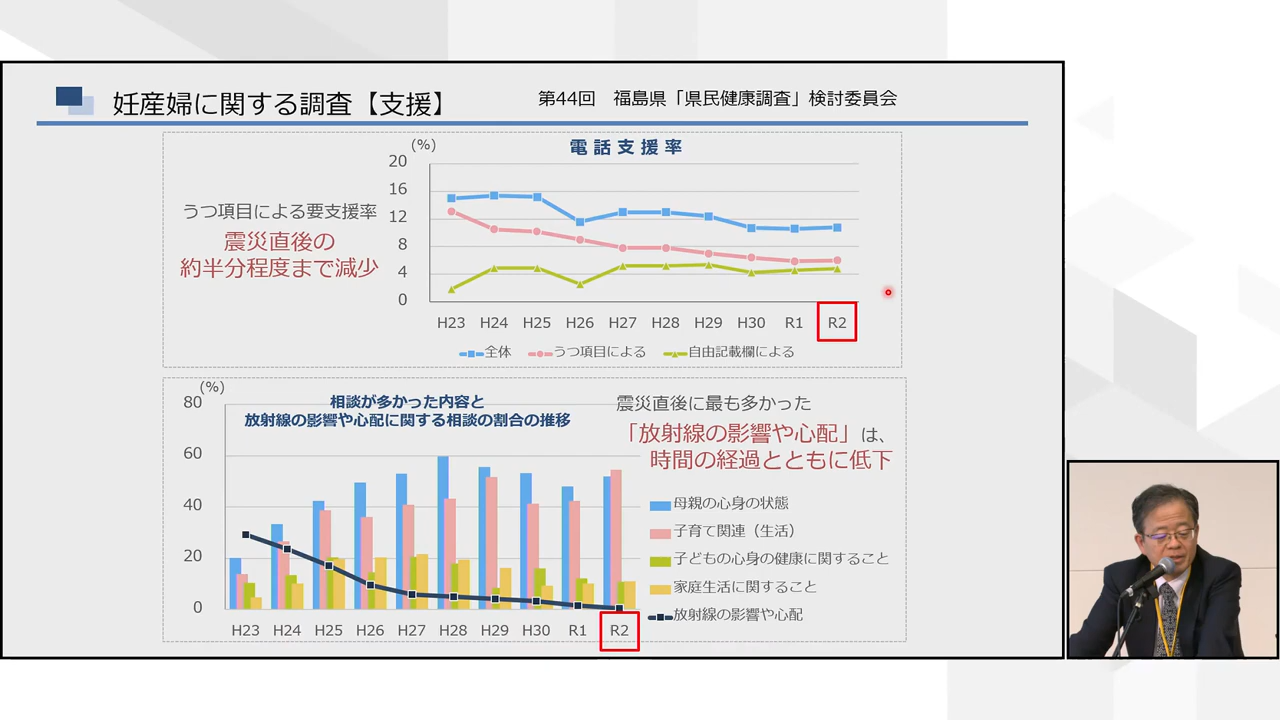 妊産婦に関する調査【支援】
第44回　福島県「県民健康調査」検討委員会
電話支援率
(%)
20
16
12
8
4
0
うつ項目による要支援率
震災直後の
約半分程度まで減少
H23 H24 H25 H26 H27 H28 H29 H30 R1 R2
全体 うつ項目による 自由記載欄による
(%)
相談が多かった内容と
放射線の影響や心配に関する相談の割合の推移
80
60
40
20
0
震災直後に最も多かった
「放射線の影響や心配」は、
時間の経過とともに低下
母親の心身の状態
子育て関連（生活）
子どもの心身の健康に関すること
家庭生活に関すること
放射線の影響や心配
H23 H24 H25 H26 H27 H28 H29 H30 R1 R2